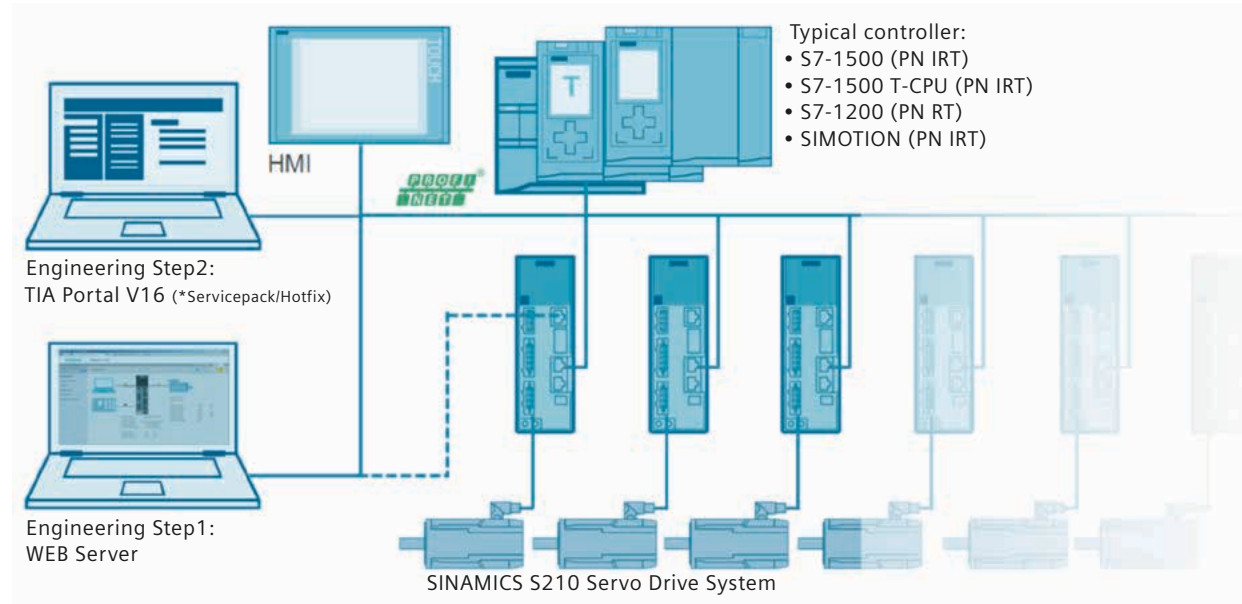 Typical controller:
• S7-1500 (PN IRT)
• S7-1500 T-CPU (PN IRT)
• S7-1200 (PN RT)
• SIMOTION (PN IRT)
TOUCH
T
HMI
PROFI
NET
®
Engineering Step2:
TIA Portal V16 (*Servicepack/Hotfix)
Engineering Step1:
WEB Server
SINAMICS S210 Servo Drive System